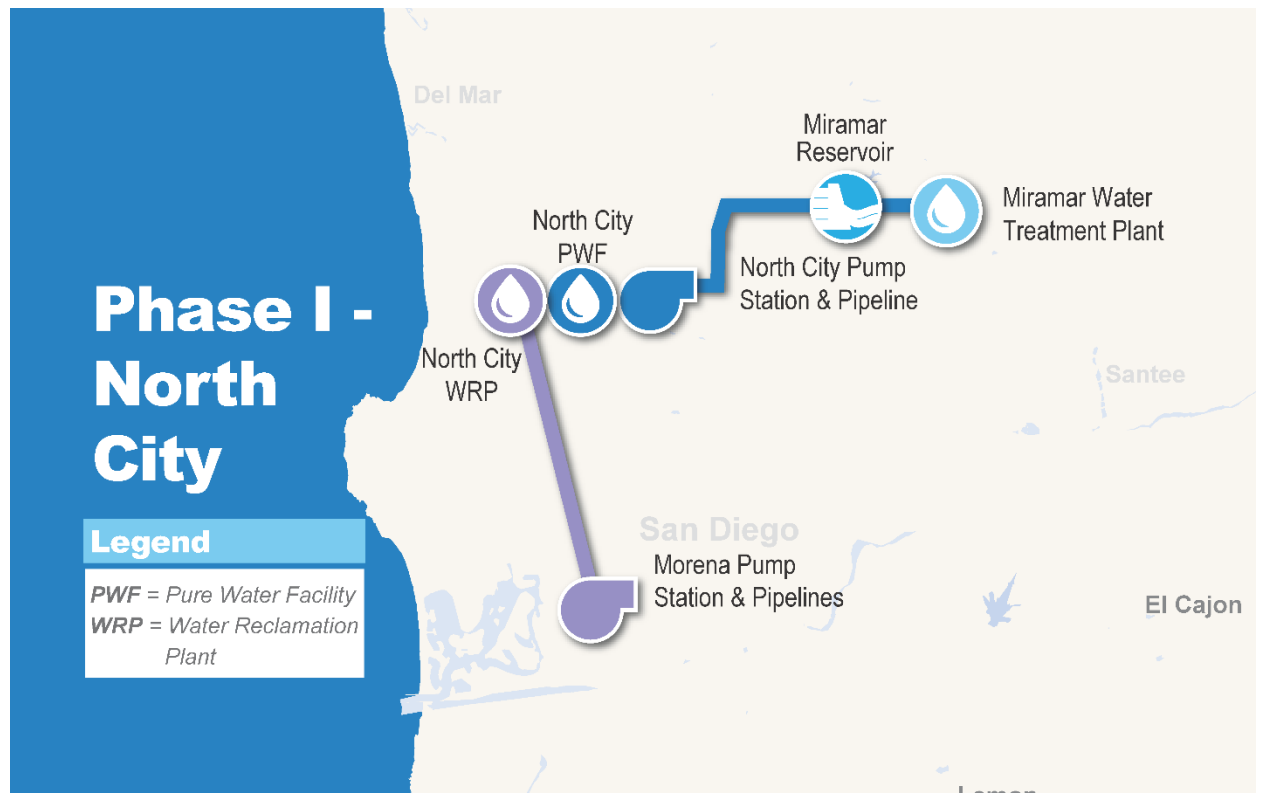 Del Mar
Miramar
Reservoir
Miramar Water
Treatment Plant
North City
PWF
North City Pump
Station & Pipeline
Phase I -
North
City
North City
WRP
Santee
San Diego
Legend
PWF = Pure Water Facility
WRP = Water Reclamation
Plant
Morena Pump
Station & Pipelines
El Cajon